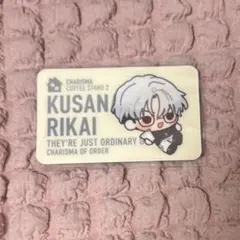 CHARISMA
COFFEE STAND 2
KUSAN
RIKAI
THEY'RE JUST ORDINARY
CHARISMA OF ORDER